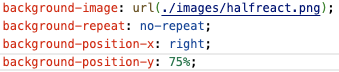 background-image: url(./images/halfreact.png);
background-repeat: no-repeat;
background-position-x: right;
background-position-y: 75%;